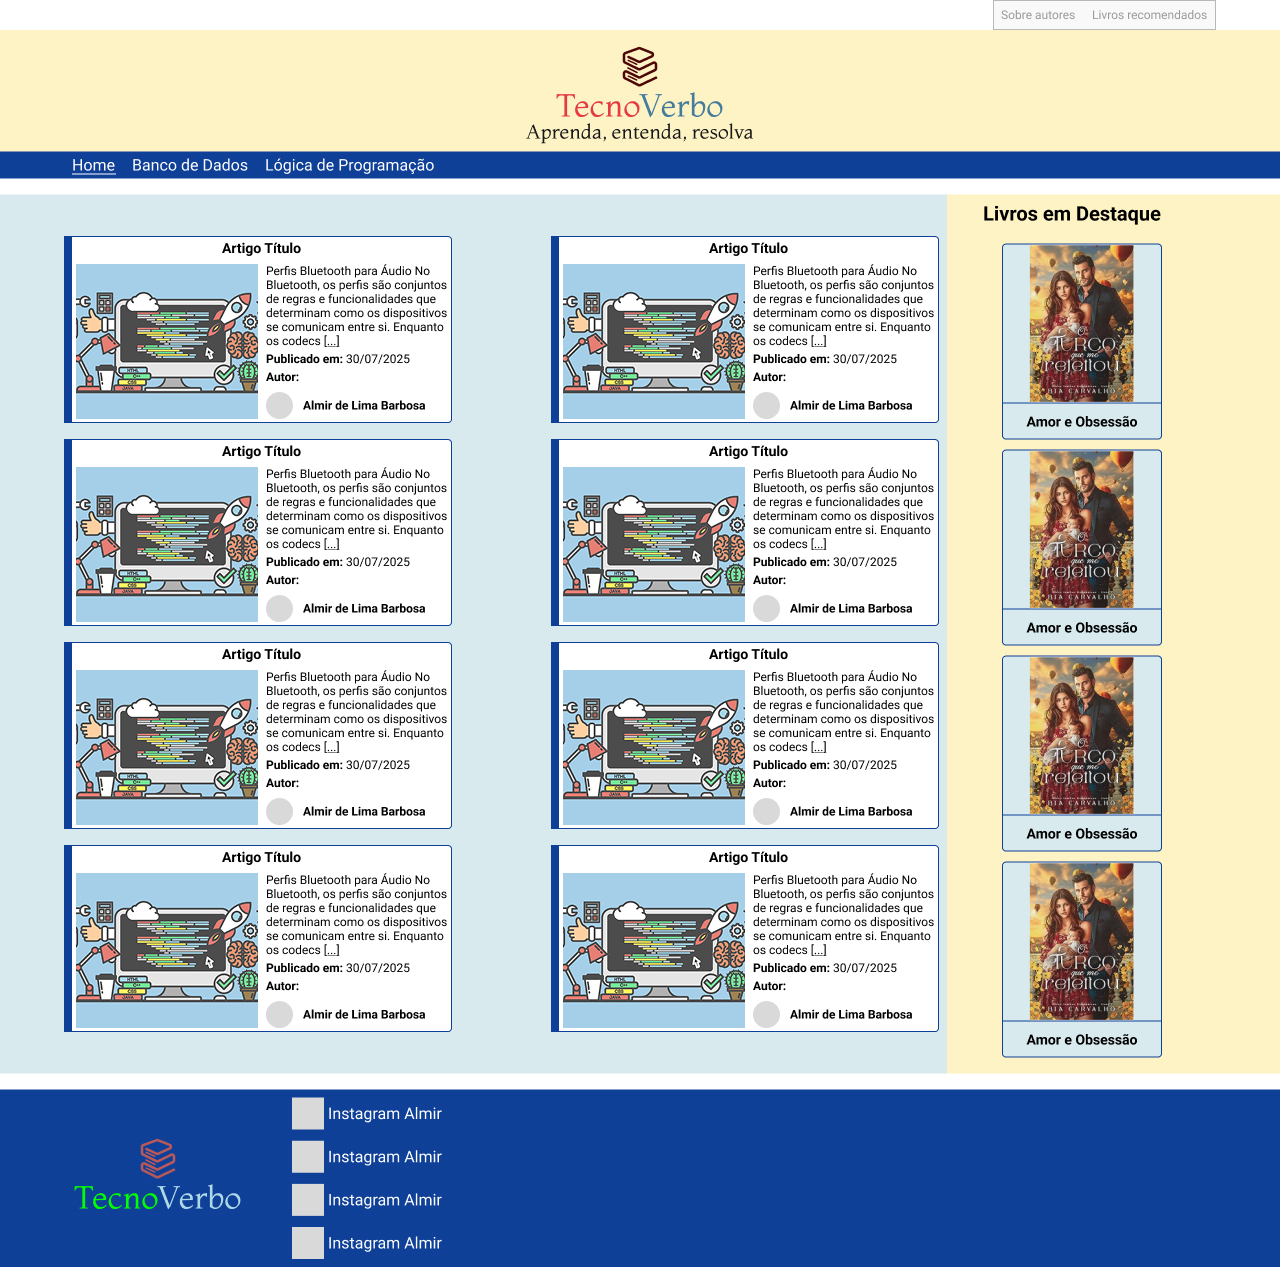 Sobre autores Livros recomendados
TecnoVerbo
Aprenda, entenda, resolva
Home Banco de Dados Lógica de Programação
Artigo Título
Perfis Bluetooth para Áudio No
Bluetooth, os perfis são conjuntos
de regras e funcionalidades que
determinam como os dispositivos
se comunicam entre si. Enquanto
os codecs [...]
Publicado em: 30/07/2025
Autor:
Almir de Lima Barbosa
HTML
C++
CSS
JAVA
Artigo Título
Perfis Bluetooth para Áudio No
Bluetooth, os perfis são conjuntos
de regras e funcionalidades que
determinam como os dispositivos
se comunicam entre si. Enquanto
os codecs [...]
Publicado em: 30/07/2025
Autor:
Almir de Lima Barbosa
HTML
C++
CSS
JAVA
Artigo Título
Perfis Bluetooth para Áudio No
Bluetooth, os perfis são conjuntos
de regras e funcionalidades que
determinam como os dispositivos
se comunicam entre si. Enquanto
os codecs [...]
Publicado em: 30/07/2025
Autor:
Almir de Lima Barbosa
HTML
C++
CSS
JAVA
Artigo Título
Perfis Bluetooth para Áudio No
Bluetooth, os perfis são conjuntos
de regras e funcionalidades que
determinam como os dispositivos
se comunicam entre si. Enquanto
os codecs [...]
Publicado em: 30/07/2025
Autor:
Almir de Lima Barbosa
HTML
C++
CSS
JAVA
Artigo Título
Perfis Bluetooth para Áudio No
Bluetooth, os perfis são conjuntos
de regras e funcionalidades que
determinam como os dispositivos
se comunicam entre si. Enquanto
os codecs [...]
Publicado em: 30/07/2025
Autor:
Almir de Lima Barbosa
HTML
C++
CSS
JAVA
Artigo Título
Perfis Bluetooth para Áudio No
Bluetooth, os perfis são conjuntos
de regras e funcionalidades que
determinam como os dispositivos
se comunicam entre si. Enquanto
os codecs [...]
Publicado em: 30/07/2025
Autor:
Almir de Lima Barbosa
HTML
C++
CSS
JAVA
Artigo Título
Perfis Bluetooth para Áudio No
Bluetooth, os perfis são conjuntos
de regras e funcionalidades que
determinam como os dispositivos
se comunicam entre si. Enquanto
os codecs [...]
Publicado em: 30/07/2025
Autor:
Almir de Lima Barbosa
HTML
C++
CSS
JAVA
Artigo Título
Perfis Bluetooth para Áudio No
Bluetooth, os perfis são conjuntos
de regras e funcionalidades que
determinam como os dispositivos
se comunicam entre si. Enquanto
os codecs [...]
Publicado em: 30/07/2025
Autor:
Almir de Lima Barbosa
HTML
C++
CSS
JAVA
Livros em Destaque
O
TURCO
que me
rejeitou
BIA CARVALHO
Amor e Obsessão
O
TURCO
que me
rejeitou
BIA CARVALHO
Amor e Obsessão
O
TURCO
que me
rejeitou
BIA CARVALHO
Amor e Obsessão
O
TURCO
que me
rejeitou
BIA CARVALHO
Amor e Obsessão
TecnoVerbo
Instagram Almir
Instagram Almir
Instagram Almir
Instagram Almir